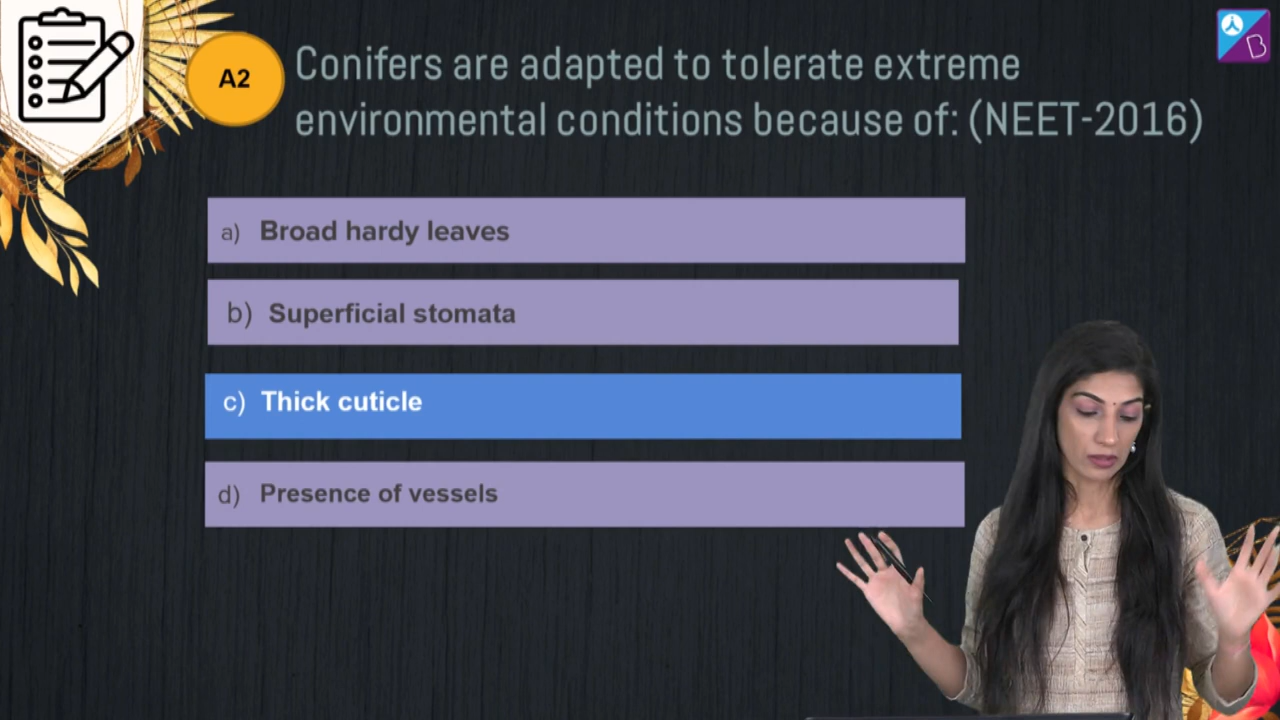 A2
Conifers are adapted to tolerate extreme
environmental conditions because of: (NEET-2016)
a) Broad hardy leaves
b) Superficial stomata
c) Thick cuticle
d) Presence of vessels
B